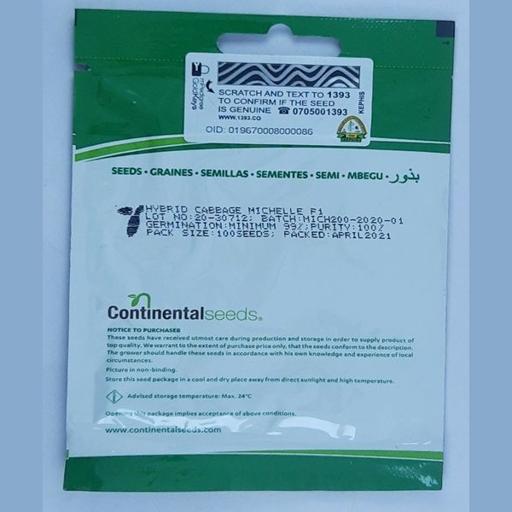 SCRATCH AND TEXT TO 1393
TO CONFIRM IF THE SEED
IS GENUINE ☎ 0705001393
WWW.1393.CO
KEPHIS
OID: 019670008000086
SEEDS • GRAINES • SEMILLAS • SEMENTES • SEMI • MBEGU • بذور
HYBRID CABBAGE MICHELLE F1
LOT NO:20-30712; BATCH:MICH200-2020-01
GERMINATION:MINIMUM 99%;PURITY:100%
PACK SIZE:100SEEDS; PACKED:APRIL2021
Continentalseeds®
NOTICE TO PURCHASER
These seeds have received utmost care during production and storage in order to supply product of
top quality. We warrant to the extent of purchase price only, that the seeds conform to the description.
The grower should handle these seeds in accordance with his own knowledge and experience of local
circumstances.
Picture in non-binding.
Store this seed package in a cool and dry place away from direct sunlight and high temperature.
Advised storage temperature: Max. 24°C
Opening this package implies acceptance of above conditions.
www.continentalseeds.com